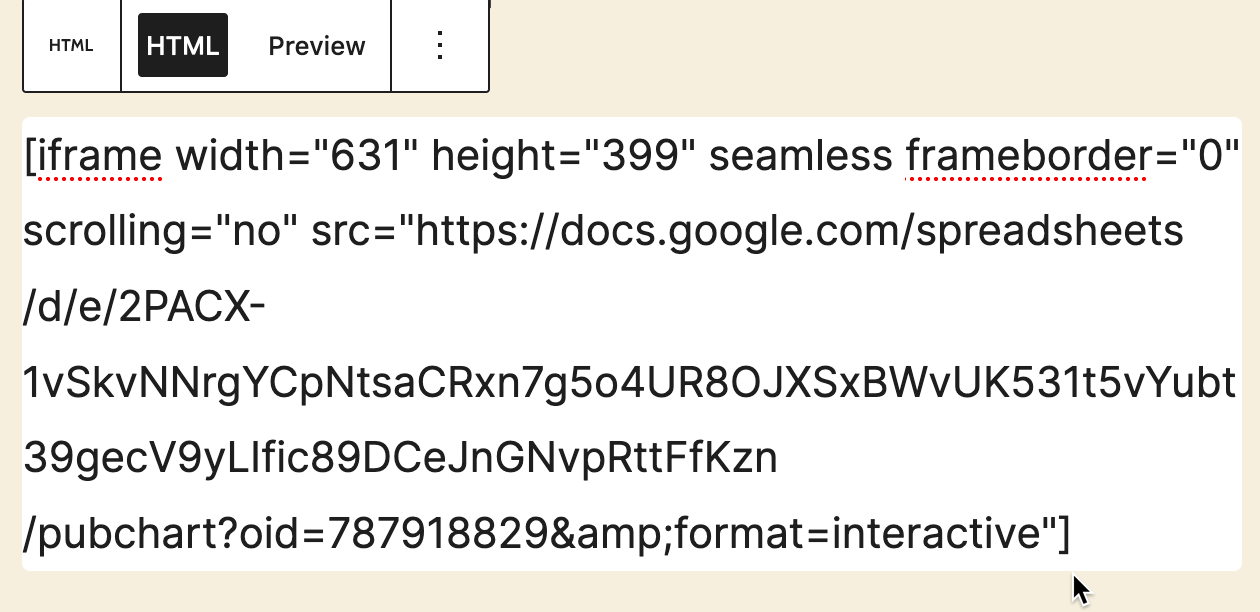 HTML HTML Preview
[iframe width="631" height="399" seamless frameborder="0"
scrolling="no" src="https://docs.google.com/spreadsheets
/d/e/2PACX-
1vSkvNNrgYCpNtsaCRxn7g5o4UR8OJXSxBWvUK531t5vYubt
39gecV9yLIfic89DCeJnGNvpRttFfKzn
/pubchart?oid=787918829&amp;format=interactive"]